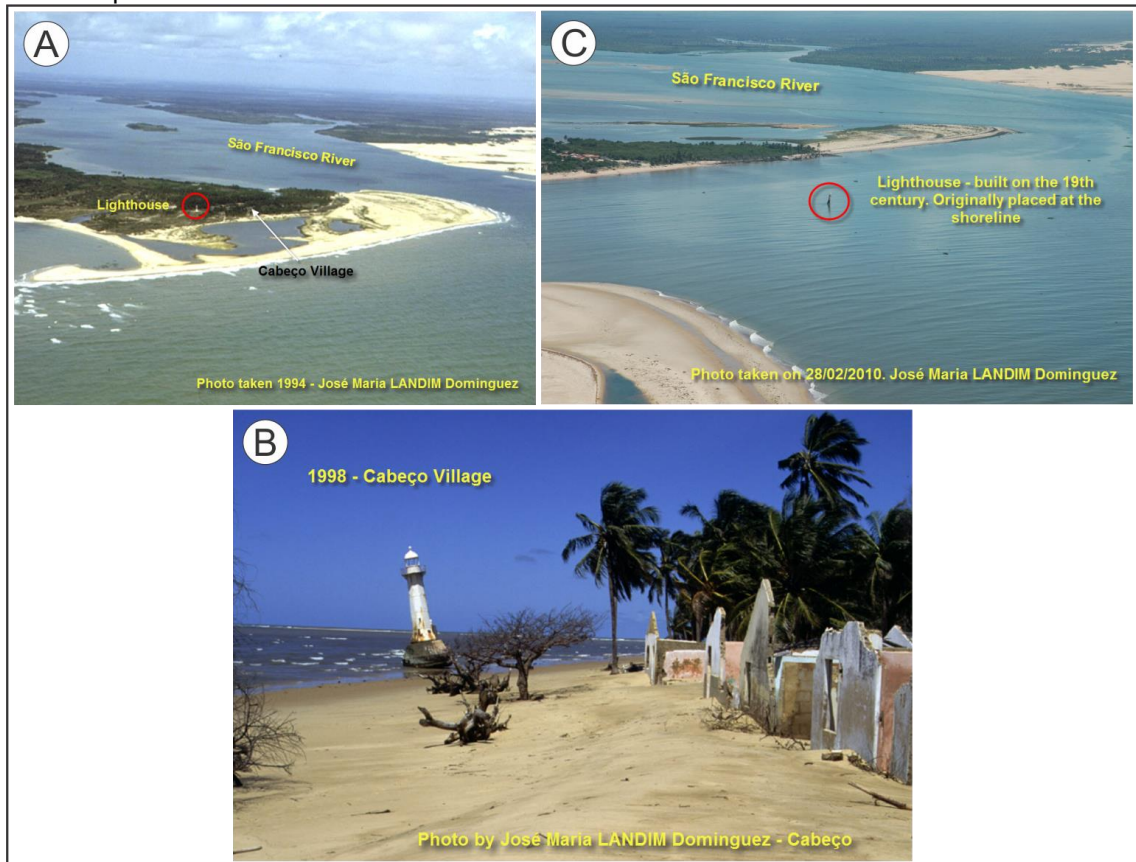 A
São Francisco River
Lighthouse
Cabeço Village
Photo taken 1994 - José Maria LANDIM Dominguez
C
São Francisco River
Lighthouse - built on the 19th
century. Originally placed at the
shoreline
Photo taken on 28/02/2010. José Maria LANDIM Dominguez
B
1998 - Cabeço Village
Photo by José Maria LANDIM Dominguez - Cabeço